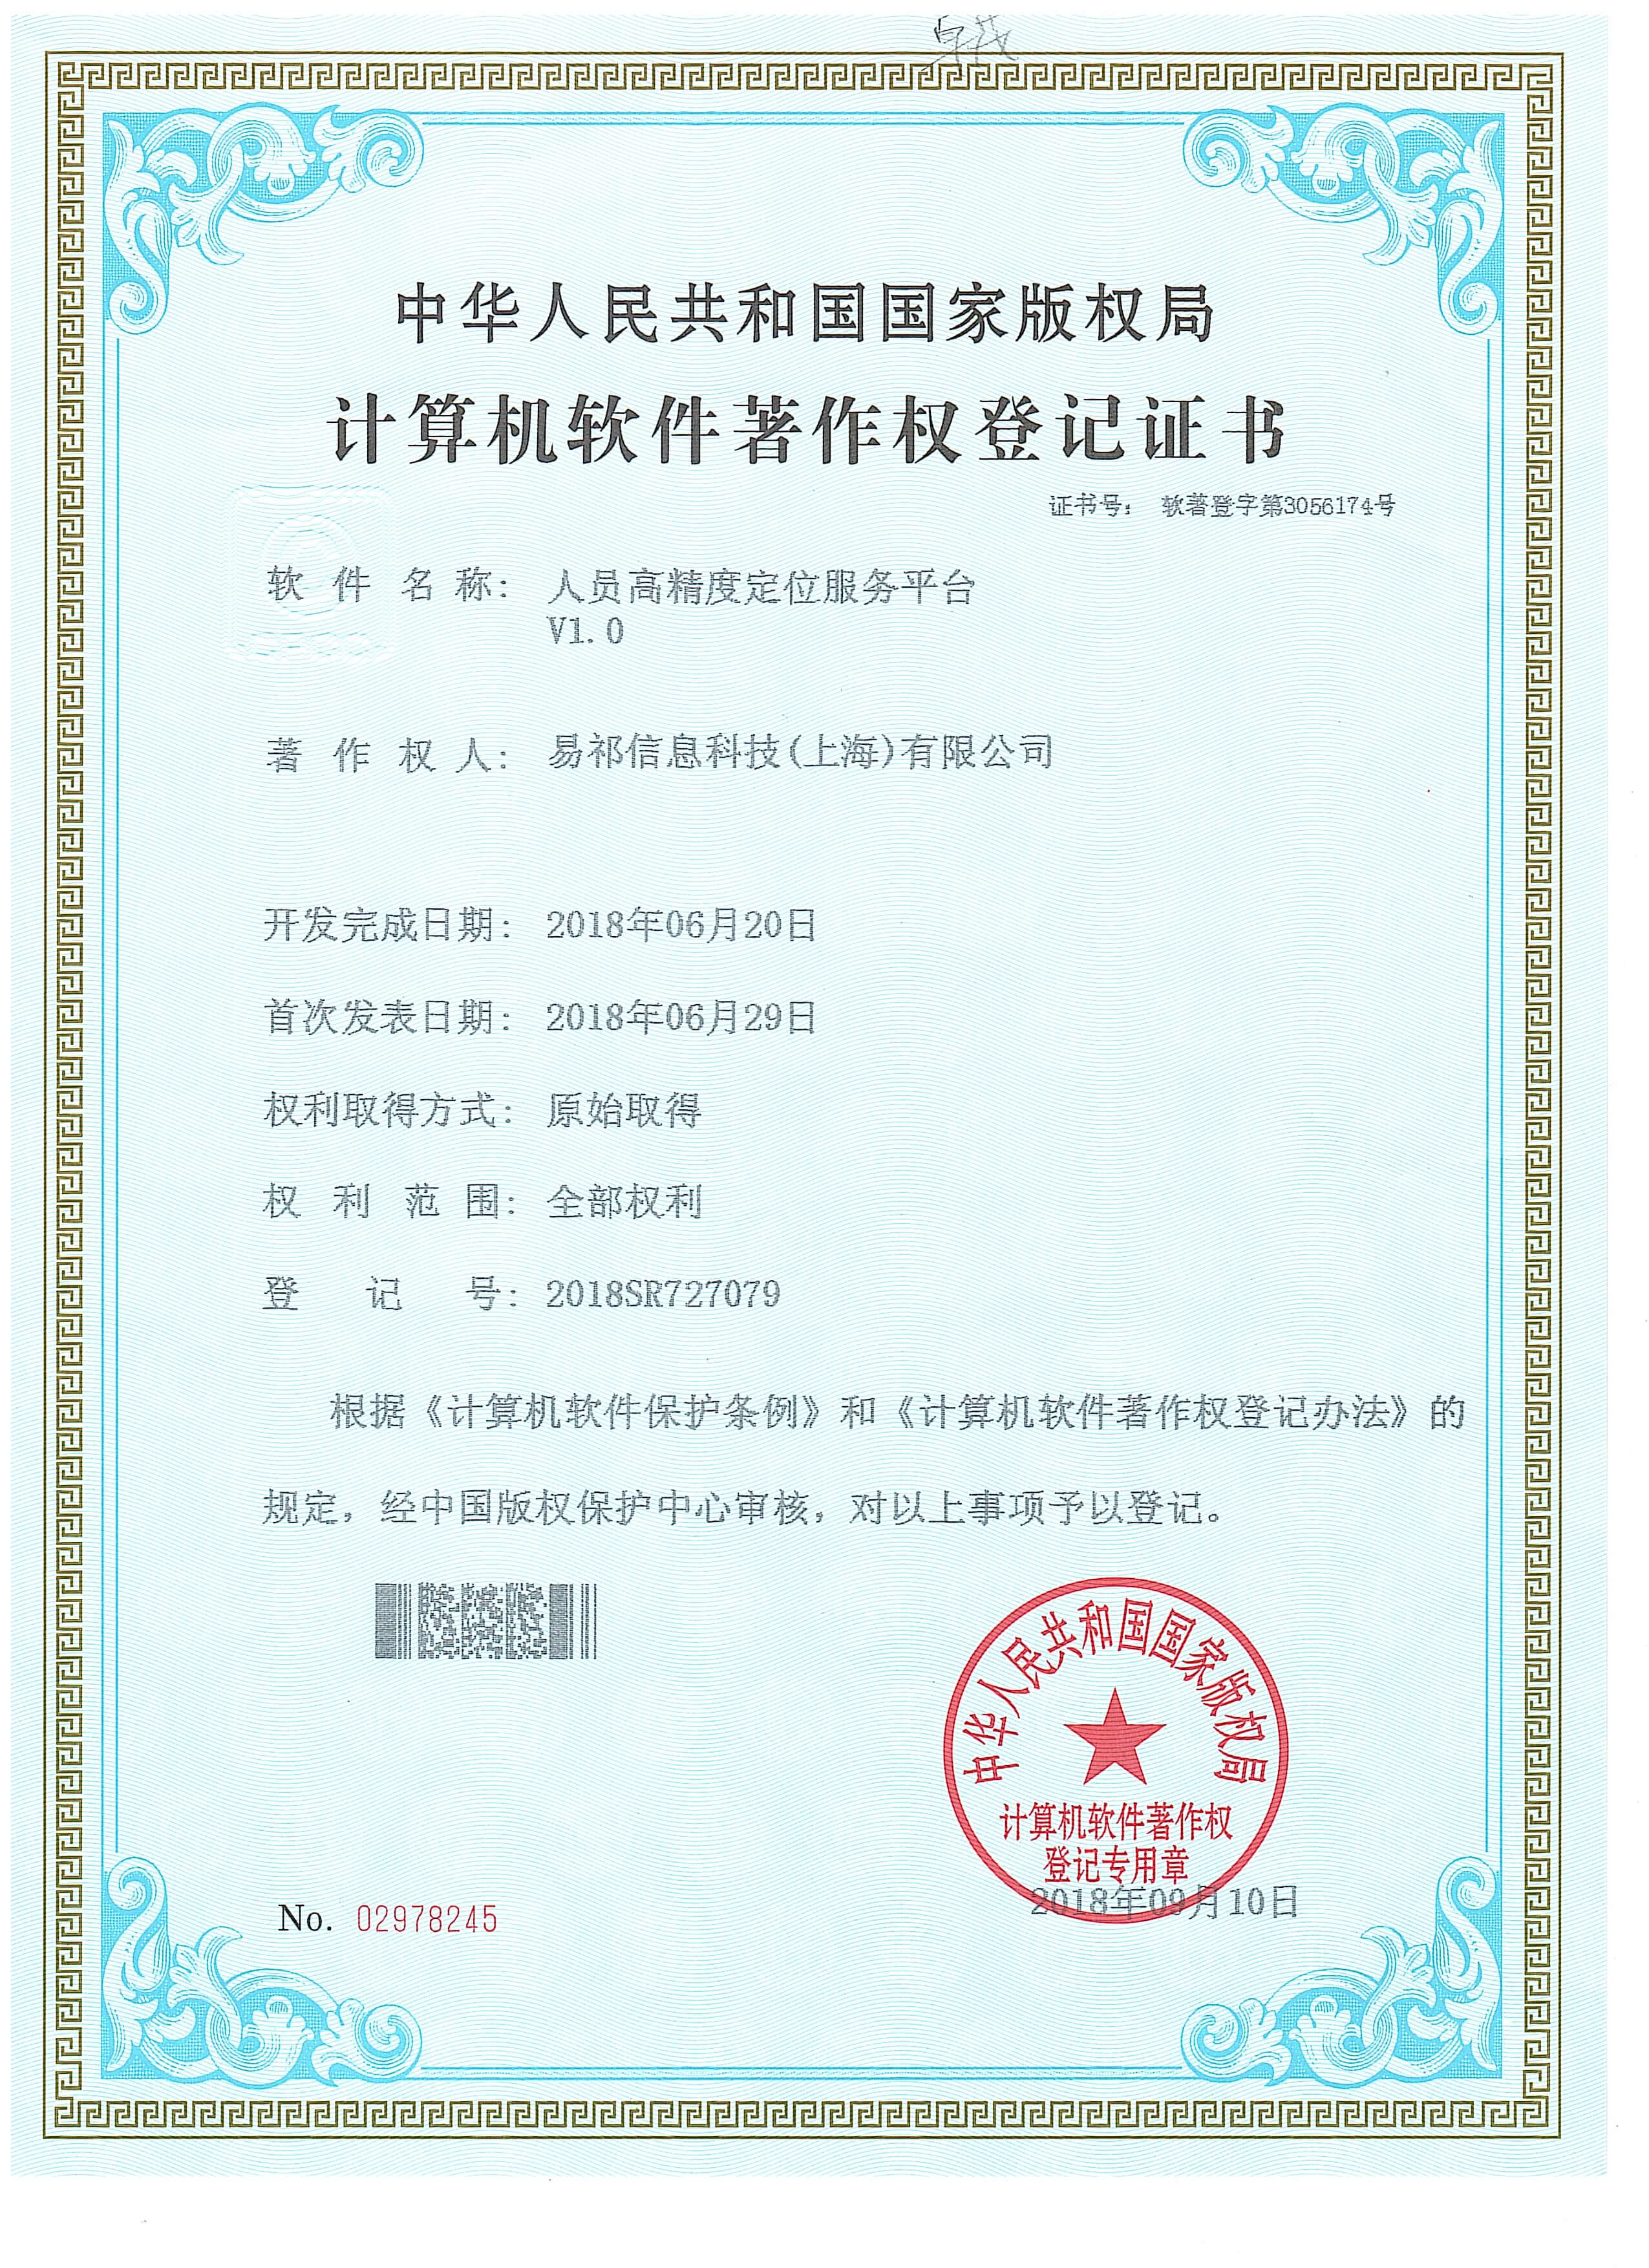 中华人民共和国国家版权局
计算机软件著作权登记证书
证书号： 软著登字第3056174号
软件名称： 人员高精度定位服务平台
V1.0
著作权人： 易祁信息科技(上海)有限公司
开发完成日期： 2018年06月20日
首次发表日期： 2018年06月29日
权利取得方式： 原始取得
权利范围： 全部权利
登记号： 2018SR727079
根据《计算机软件保护条例》和《计算机软件著作权登记办法》的
规定，经中国版权保护中心审核，对以上事项予以登记。
中华人民共和国国家版权局
计算机软件著作权
登记专用章
2018年09月10日
No. 02978245